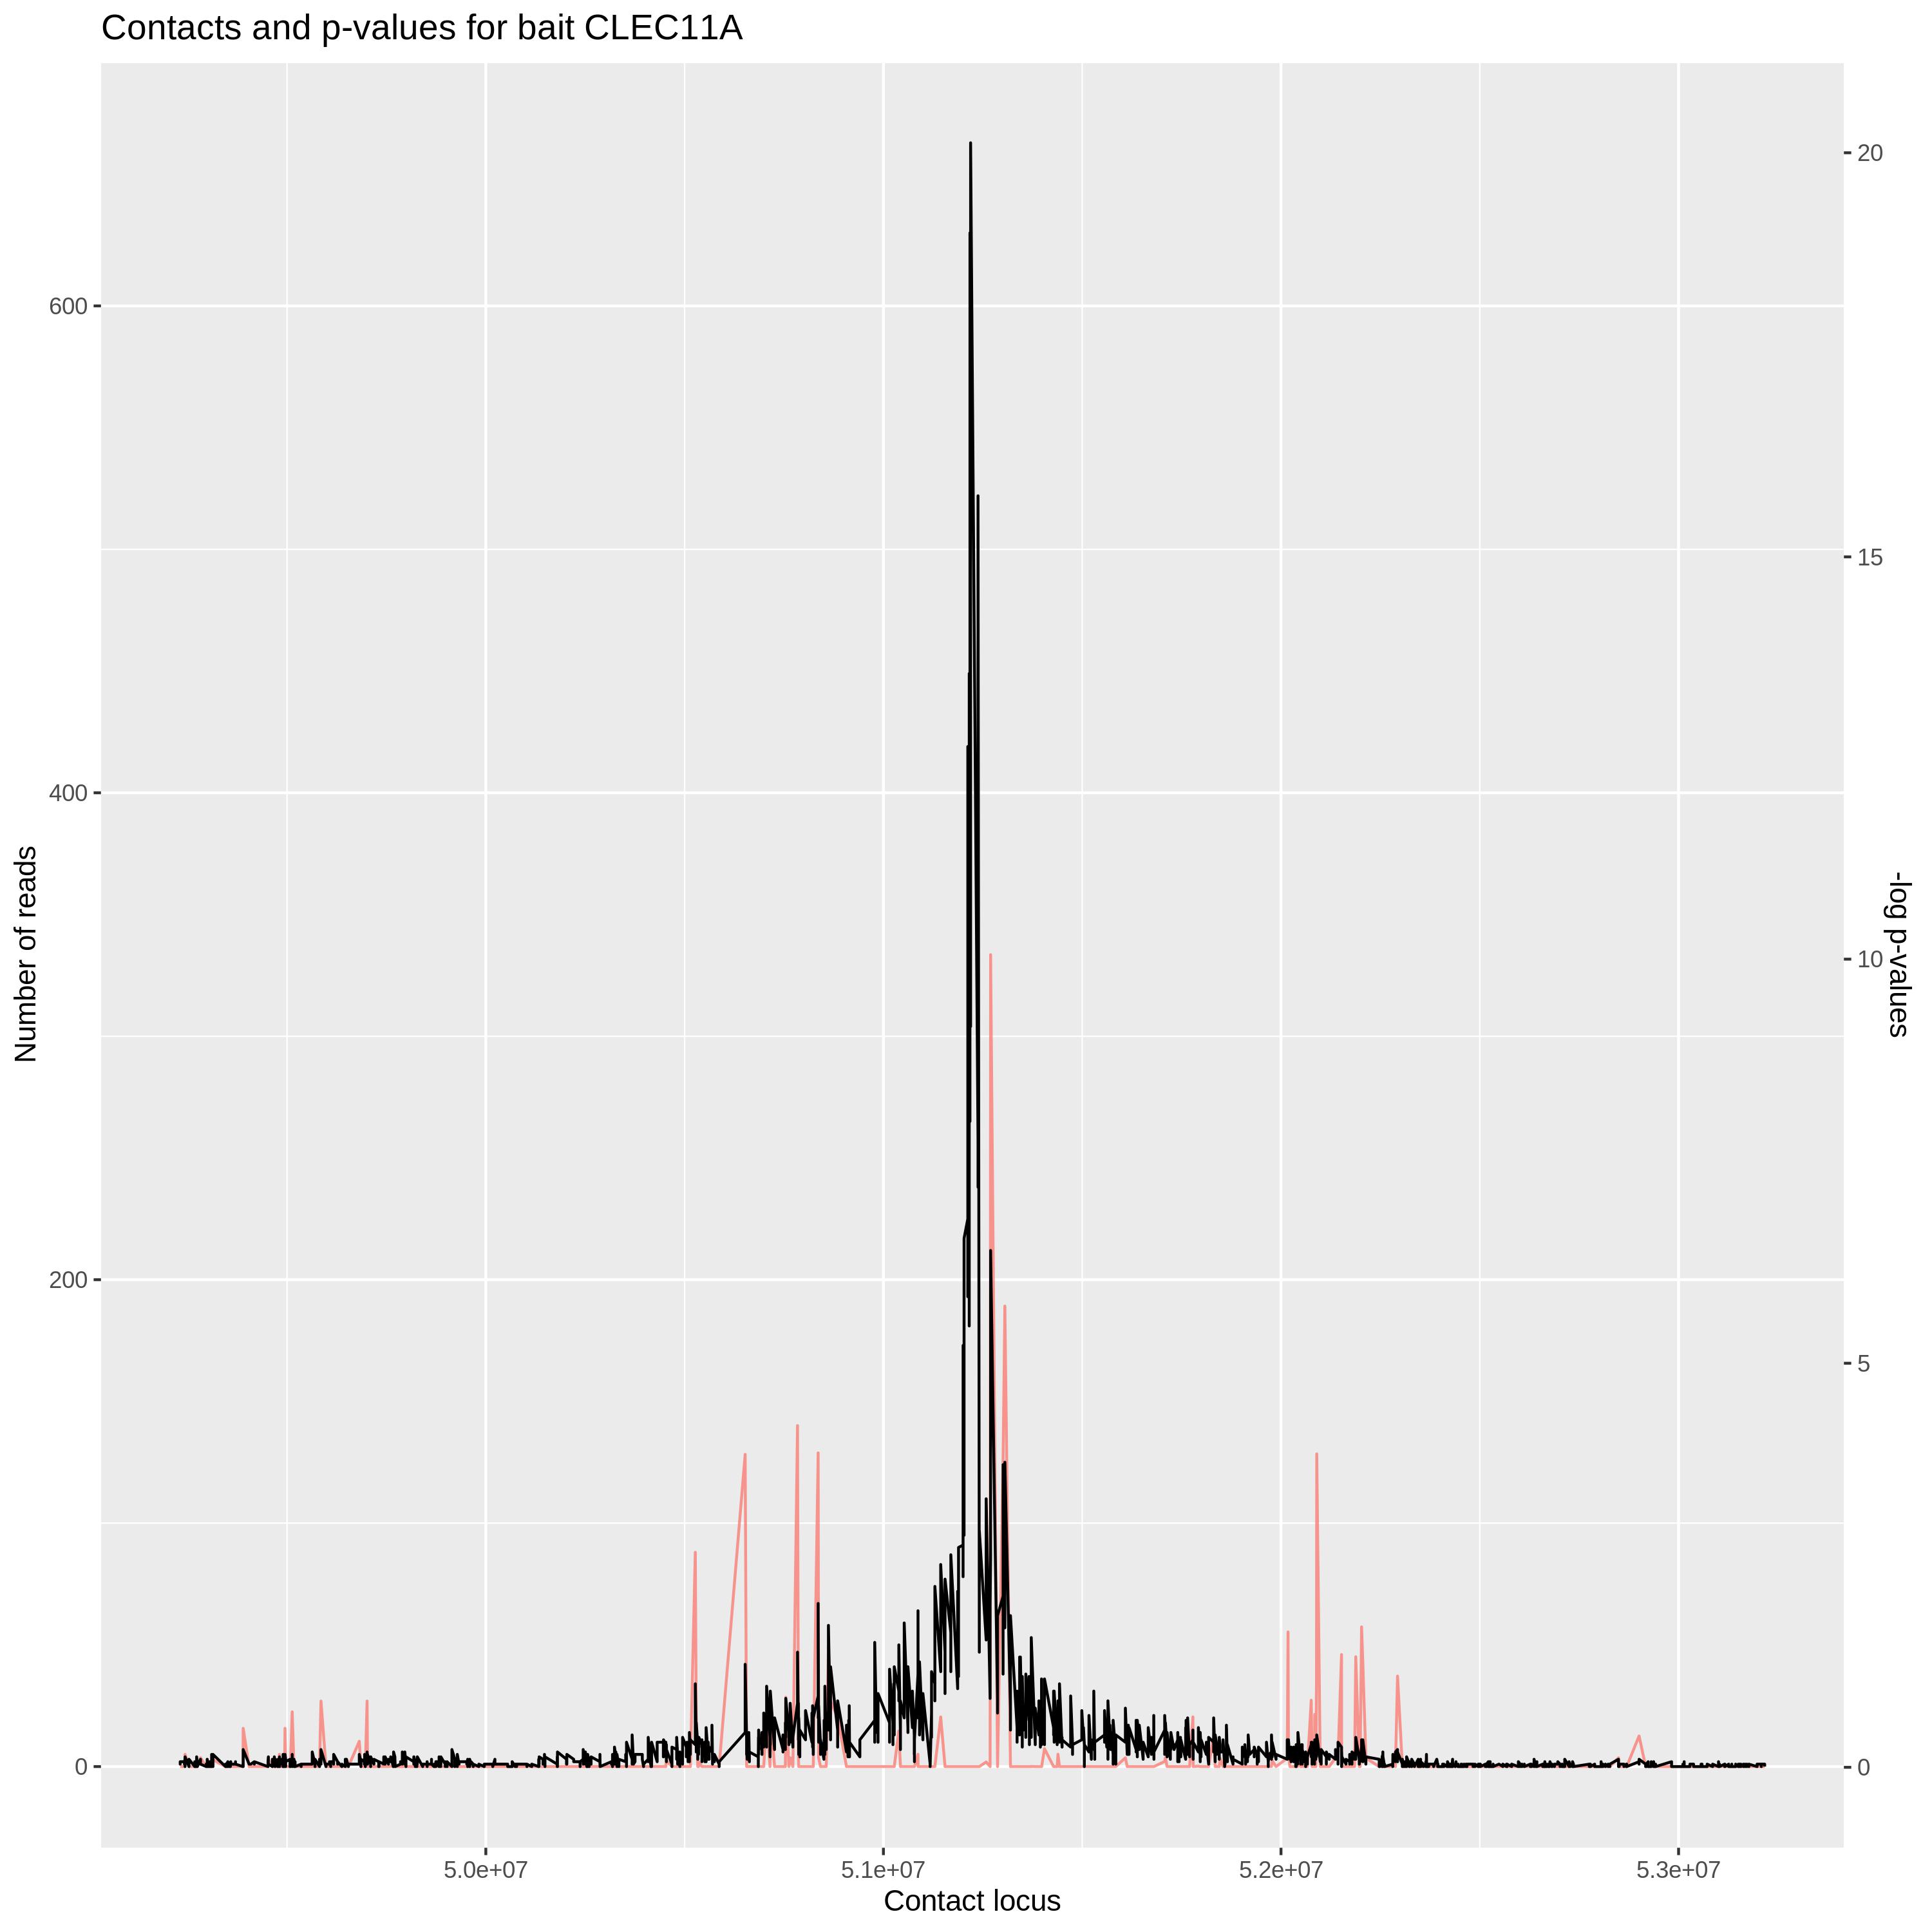 Contacts and p-values for bait CLEC11A
600
400
200
0
Number of reads
20
15
10
5
0
-log p-values
5.0e+07
5.1e+07
5.2e+07
5.3e+07
Contact locus